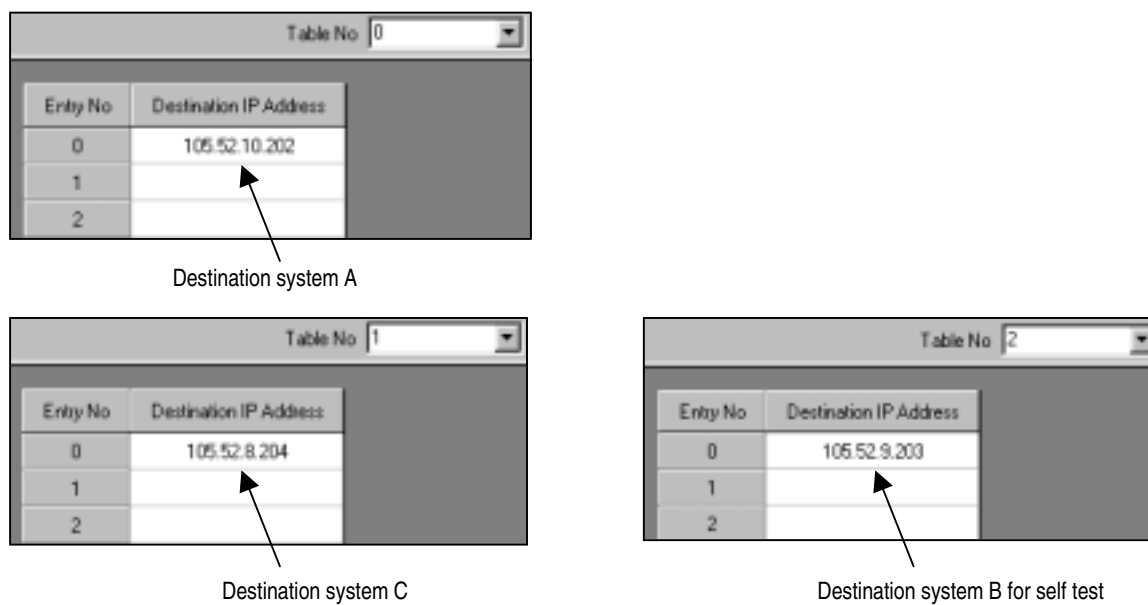 Table No 0
Entry No Destination IP Address
0 105.52.10.202
1
2
Destination system A
Table No 1
Entry No Destination IP Address
0 105.52.8.204
1
2
Destination system C
Table No 2
Entry No Destination IP Address
0 105.52.9.203
1
2
Destination system B for self test